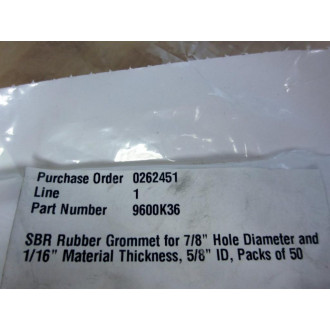 Purchase Order 0262451
Line 1
Part Number 9600K36
SBR Rubber Grommet for 7/8" Hole Diameter and
1/16" Material Thickness, 5/8" ID, Packs of 50